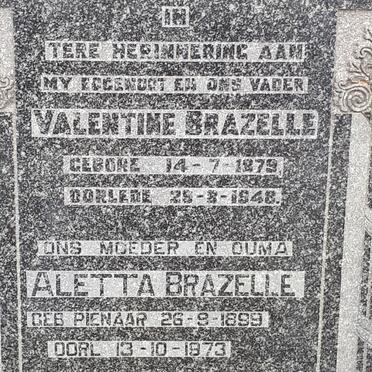 IN
TERE HERINNERING AAN
MY EGGENOOT EN ONS VADER
VALENTINE BRAZELLE
GEBORE 14-7-1879
OORLEDE 25-8-1948.
ONS MOEDER EN OUMA
ALETTA BRAZELLE
GEB PIENAAR 26-9-1899
OORL 13-10-1973